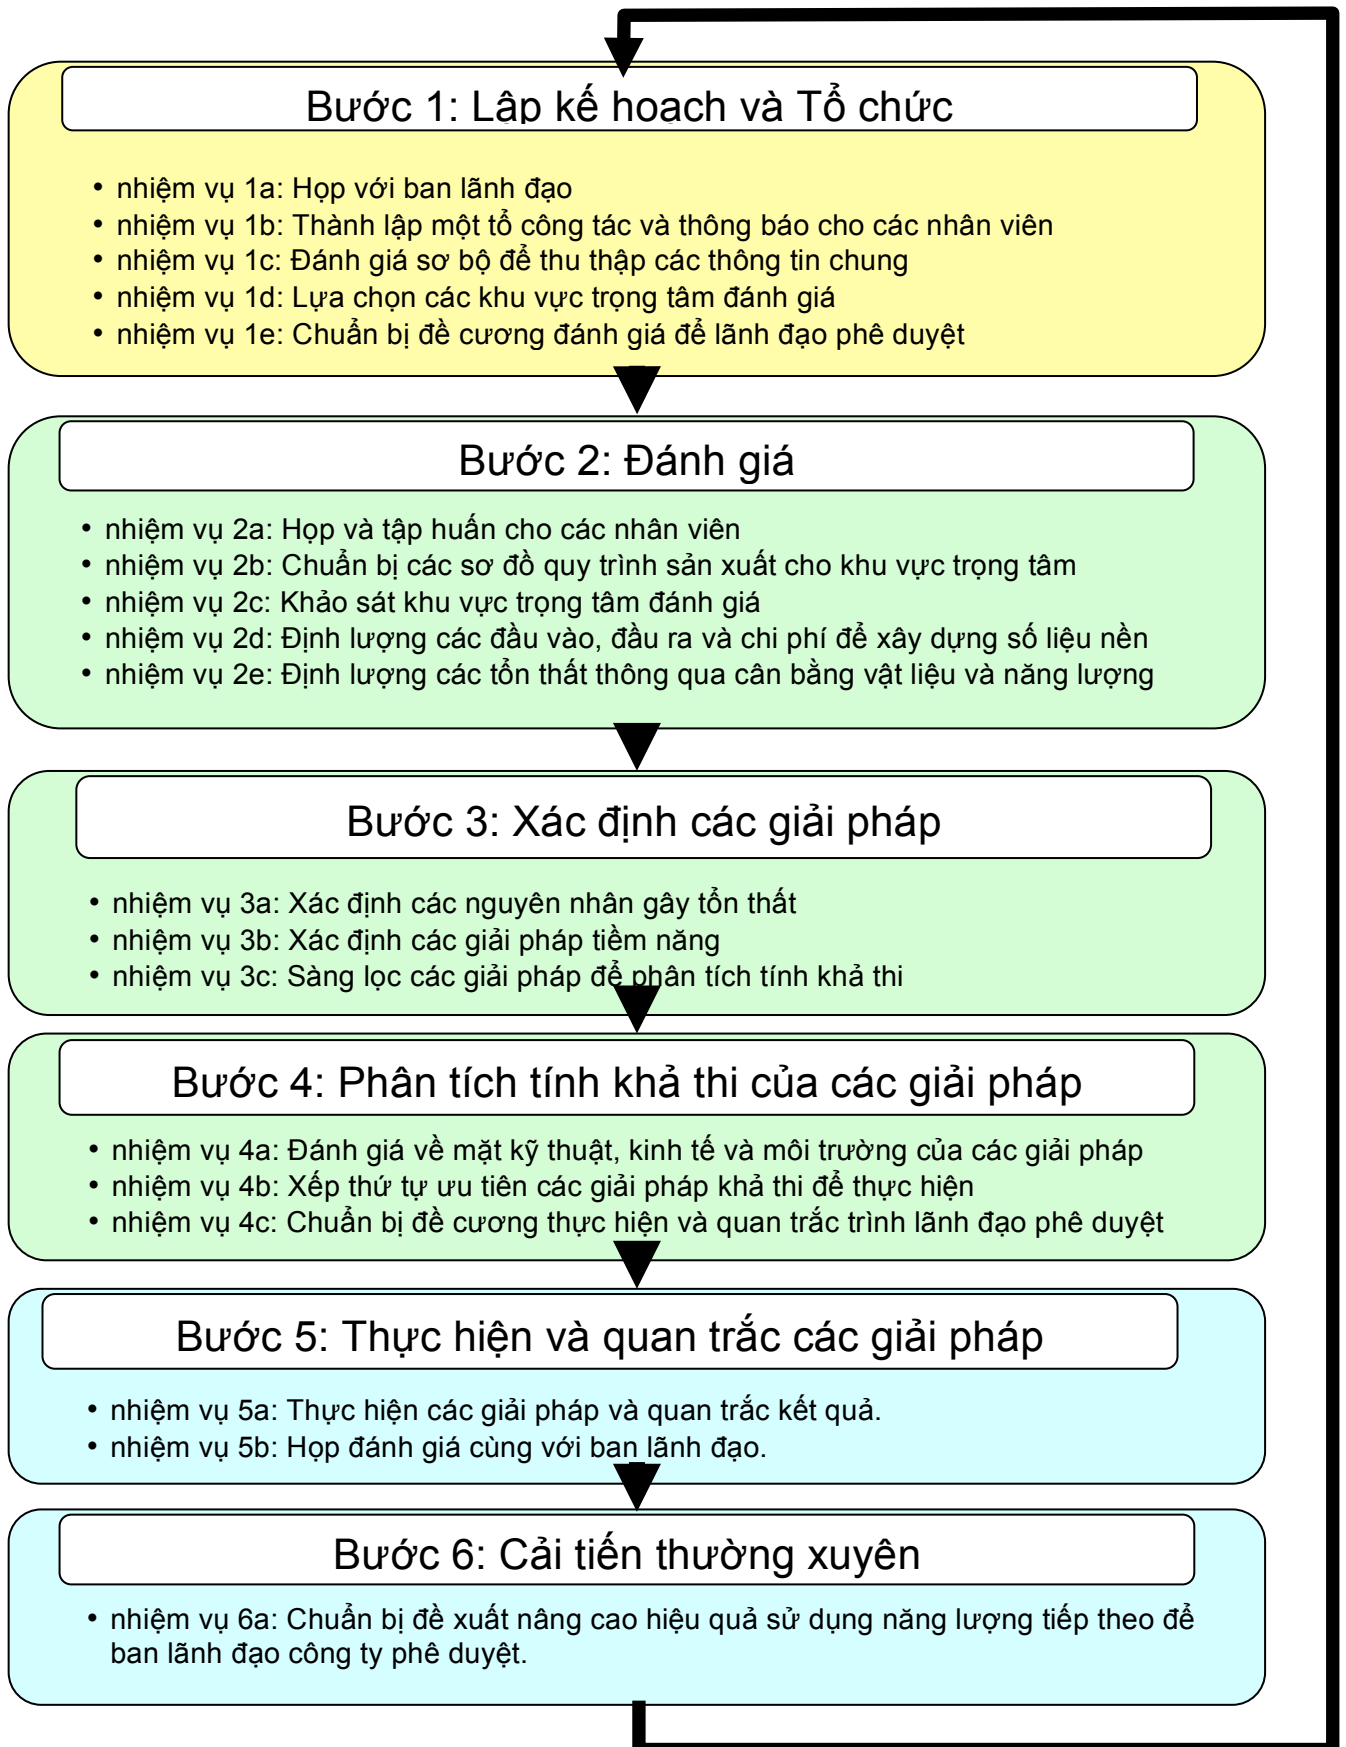 Bước 1: Lập kế hoạch và Tổ chức
• nhiệm vụ 1a: Họp với ban lãnh đạo
• nhiệm vụ 1b: Thành lập một tổ công tác và thông báo cho các nhân viên
• nhiệm vụ 1c: Đánh giá sơ bộ để thu thập các thông tin chung
• nhiệm vụ 1d: Lựa chọn các khu vực trọng tâm đánh giá
• nhiệm vụ 1e: Chuẩn bị đề cương đánh giá để lãnh đạo phê duyệt
Bước 2: Đánh giá
• nhiệm vụ 2a: Họp và tập huấn cho các nhân viên
• nhiệm vụ 2b: Chuẩn bị các sơ đồ quy trình sản xuất cho khu vực trọng tâm
• nhiệm vụ 2c: Khảo sát khu vực trọng tâm đánh giá
• nhiệm vụ 2d: Định lượng các đầu vào, đầu ra và chi phí để xây dựng số liệu nền
• nhiệm vụ 2e: Định lượng các tổn thất thông qua cân bằng vật liệu và năng lượng
Bước 3: Xác định các giải pháp
• nhiệm vụ 3a: Xác định các nguyên nhân gây tổn thất
• nhiệm vụ 3b: Xác định các giải pháp tiềm năng
• nhiệm vụ 3c: Sàng lọc các giải pháp để phân tích tính khả thi
Bước 4: Phân tích tính khả thi của các giải pháp
• nhiệm vụ 4a: Đánh giá về mặt kỹ thuật, kinh tế và môi trường của các giải pháp
• nhiệm vụ 4b: Xếp thứ tự ưu tiên các giải pháp khả thi để thực hiện
• nhiệm vụ 4c: Chuẩn bị đề cương thực hiện và quan trắc trình lãnh đạo phê duyệt
Bước 5: Thực hiện và quan trắc các giải pháp
• nhiệm vụ 5a: Thực hiện các giải pháp và quan trắc kết quả.
• nhiệm vụ 5b: Họp đánh giá cùng với ban lãnh đạo.
Bước 6: Cải tiến thường xuyên
• nhiệm vụ 6a: Chuẩn bị đề xuất nâng cao hiệu quả sử dụng năng lượng tiếp theo để
ban lãnh đạo công ty phê duyệt.